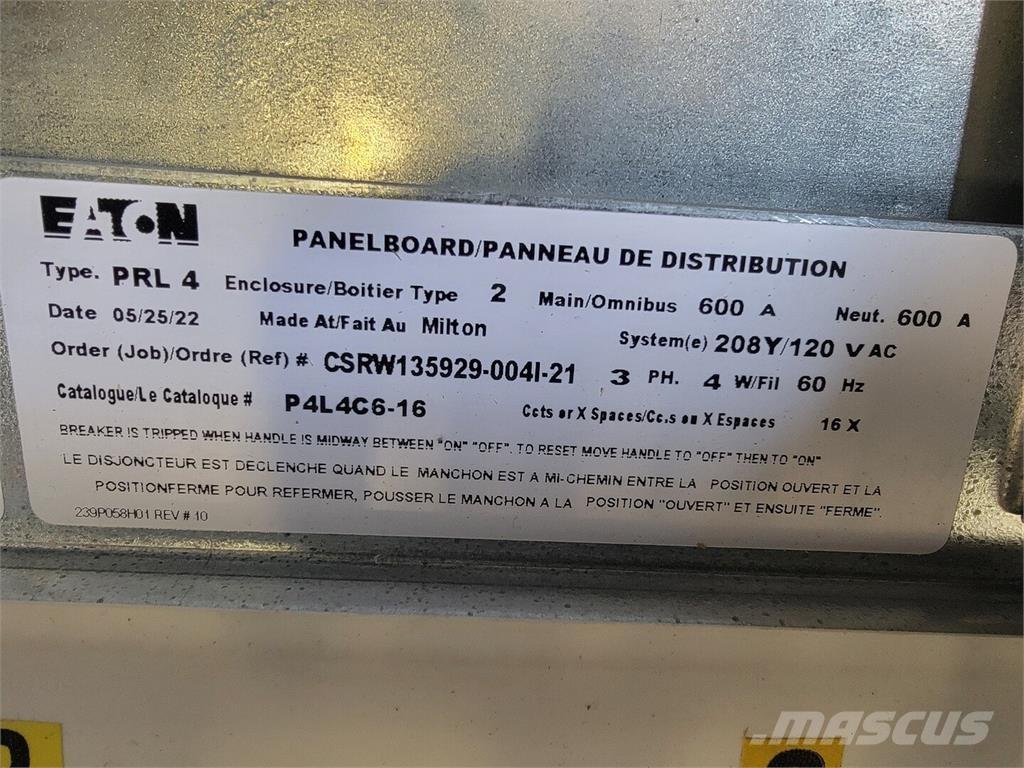 EATON
PANELBOARD/PANNEAU DE DISTRIBUTION
Type. PRL 4 Enclosure/Boitier Type 2 Main/Omnibus 600 A Neut. 600 A
Date 05/25/22 Made At/Fait Au Milton System(e) 208Y/120 V AC
Order (Job)/Ordre (Ref) # CSRW135929-004I-21 3 PH. 4 W/Fil 60 Hz
Catalogue/Le Cataloque # P4L4C6-16 Ccts or X Spaces/Cc.s ou X Espaces 16 X
BREAKER IS TRIPPED WHEN HANDLE IS MIDWAY BETWEEN "ON" "OFF". TO RESET MOVE HANDLE TO "OFF" THEN TO "ON"
LE DISJONCTEUR EST DECLENCHE QUAND LE MANCHON EST A MI-CHEMIN ENTRE LA POSITION OUVERT ET LA
POSITIONFERME POUR REFERMER, POUSSER LE MANCHON A LA POSITION "OUVERT" ET ENSUITE "FERME".
239P058H01 REV # 10
MASCUS